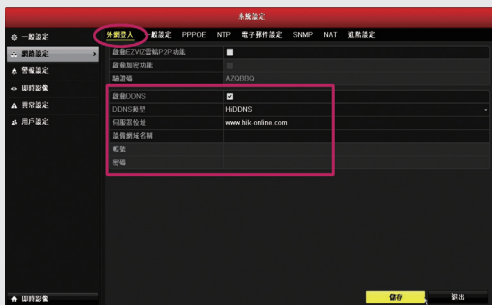 系統設定
一般設定
網路設定
警報設定
即時影像
異常設定
用戶設定
即時影像
外網登入 一般設定 PPPOE NTP 電子郵件設定 SNMP NAT 進階設定
啟動EZVIZ雲端P2P功能
啟動加密功能
驗證碼 AZQBBQ
啟動DDNS
DDNS類型 HiDDNS
伺服器位址 www.hik-online.com
設備網域名稱
帳號
密碼
儲存 退出